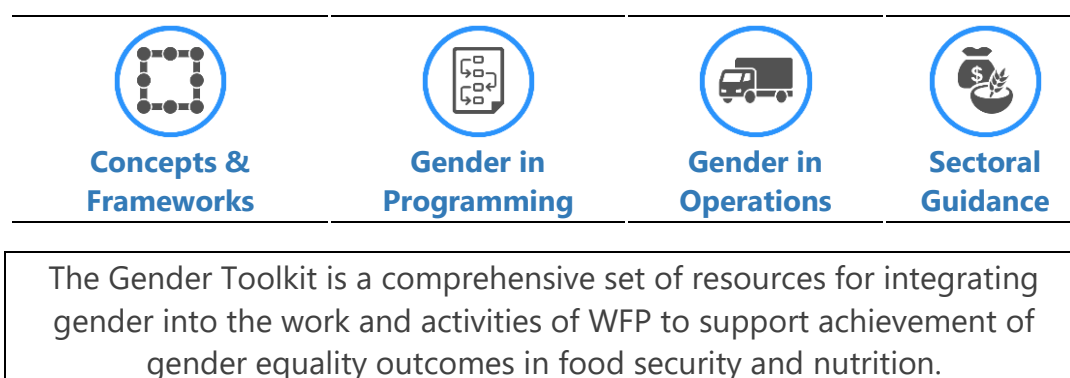 Concepts &
Frameworks
Gender in
Programming
Gender in
Operations
Sectoral
Guidance
$
The Gender Toolkit is a comprehensive set of resources for integrating
gender into the work and activities of WFP to support achievement of
gender equality outcomes in food security and nutrition.